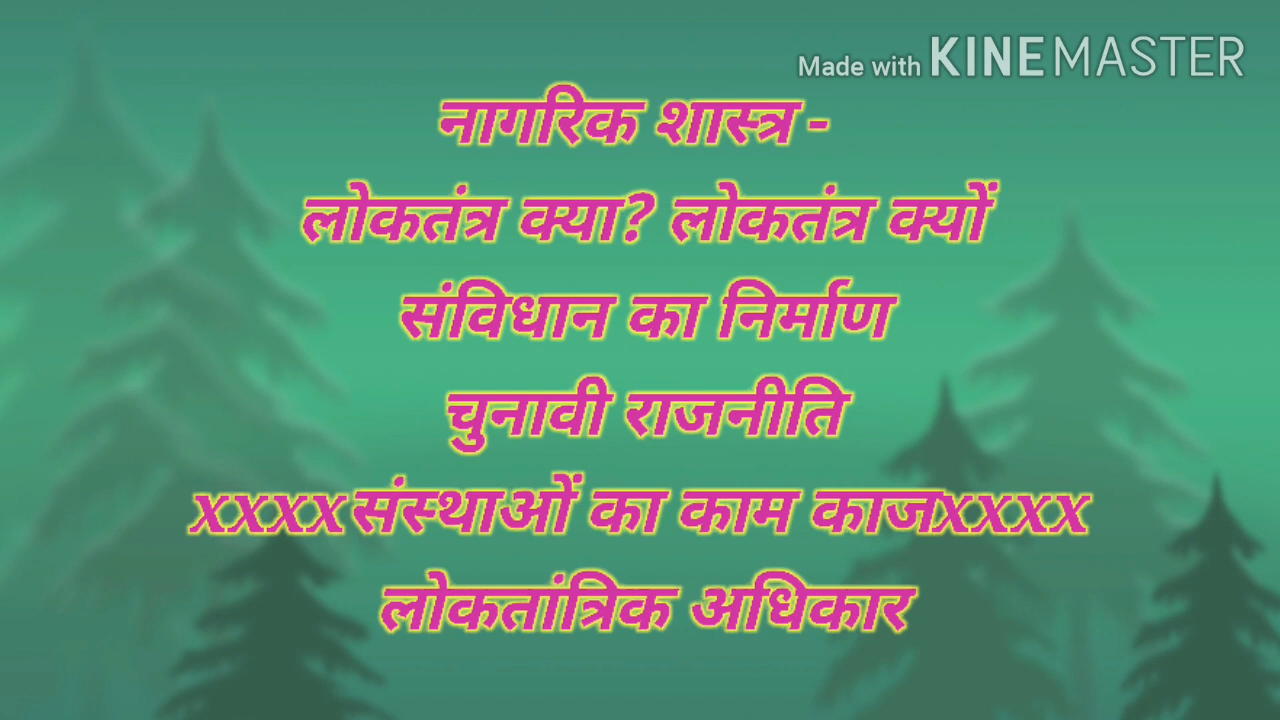 Made with KINEMASTER
नागरिक शास्त्र -
लोकतंत्र क्या? लोकतंत्र क्यों
संविधान का निर्माण
चुनावी राजनीति
xxxxसंस्थाओं का काम काजxxxx
लोकतांत्रिक अधिकार